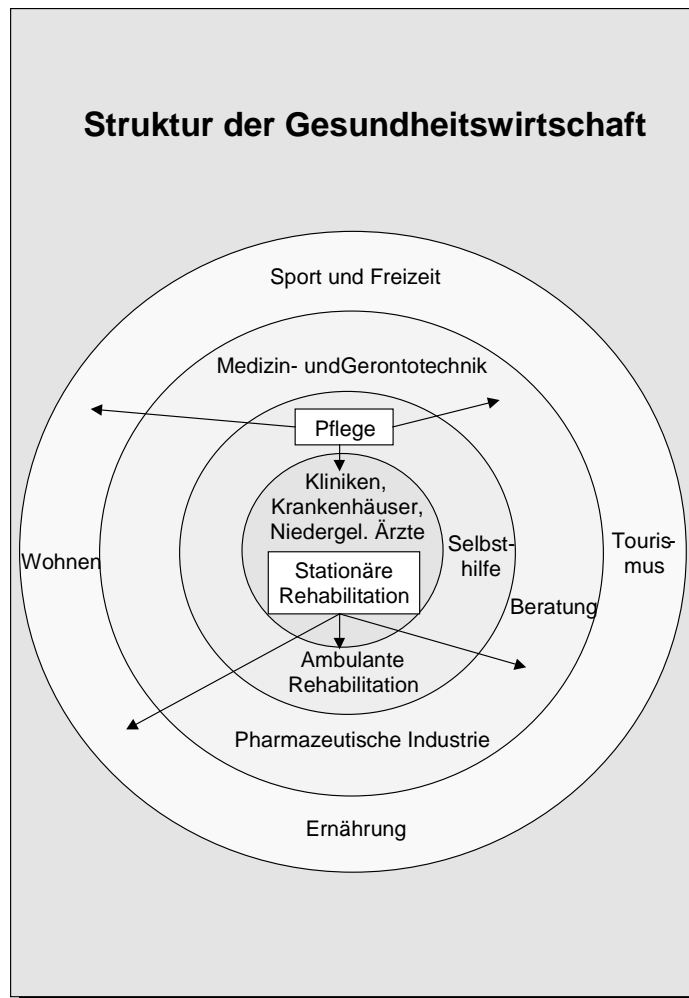 Struktur der Gesundheitswirtschaft
Sport und Freizeit
Medizin- undGerontotechnik
Pflege
Kliniken,
Krankenhäuser,
Niedergel. Ärzte
Selbst-
hilfe
Wohnen
Touris-
mus
Stationäre
Rehabilitation
Beratung
Ambulante
Rehabilitation
Pharmazeutische Industrie
Ernährung